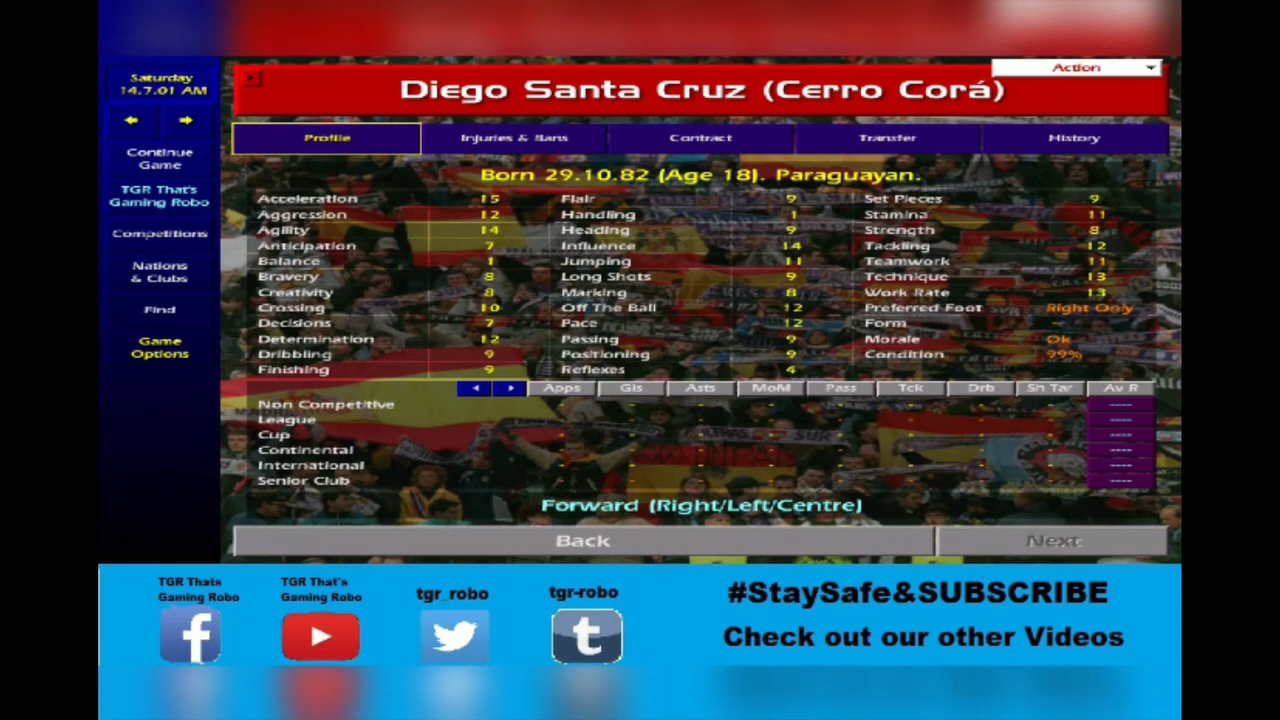 Saturday
14.7.01 AM
Continue
Game
TGR That's
Gaming Robo
Competitions
Nations
& Clubs
Find
Game
Options
Action
Diego Santa Cruz (Cerro Corá)
Profile Injuries & Bans Contract Transfer History
Born 29.10.82 (Age 18). Paraguayan.
Acceleration 15 Flair 9 Set Pieces 9
Aggression 12 Handling 1 Stamina 11
Agility 14 Heading 9 Strength 8
Anticipation 7 Influence 14 Tackling 12
Balance 1 Jumping 11 Teamwork 11
Bravery 8 Long Shots 9 Technique 13
Creativity 8 Marking 8 Work Rate 13
Crossing 10 Off The Ball 12 Preferred Foot Right Only
Decisions 7 Pace 12 Form -
Determination 12 Passing 9 Morale Ok
Dribbling 9 Positioning 9 Condition 99%
Finishing 9 Reflexes 4
Apps Gls Asts MoM Pass Tck Drb Sh Tar Av R
Non Competitive - - - - - - - - ----
League - - - - - - - - ----
Cup - - - - - - - - ----
Continental - - - - - - - - ----
International - - - - - - - - ----
Senior Club - - - - - - - - ----
Forward (Right/Left/Centre)
Back Next
TGR Thats
Gaming Robo
TGR That's
Gaming Robo
tgr_robo
tgr-robo
#StaySafe&SUBSCRIBE
Check out our other Videos